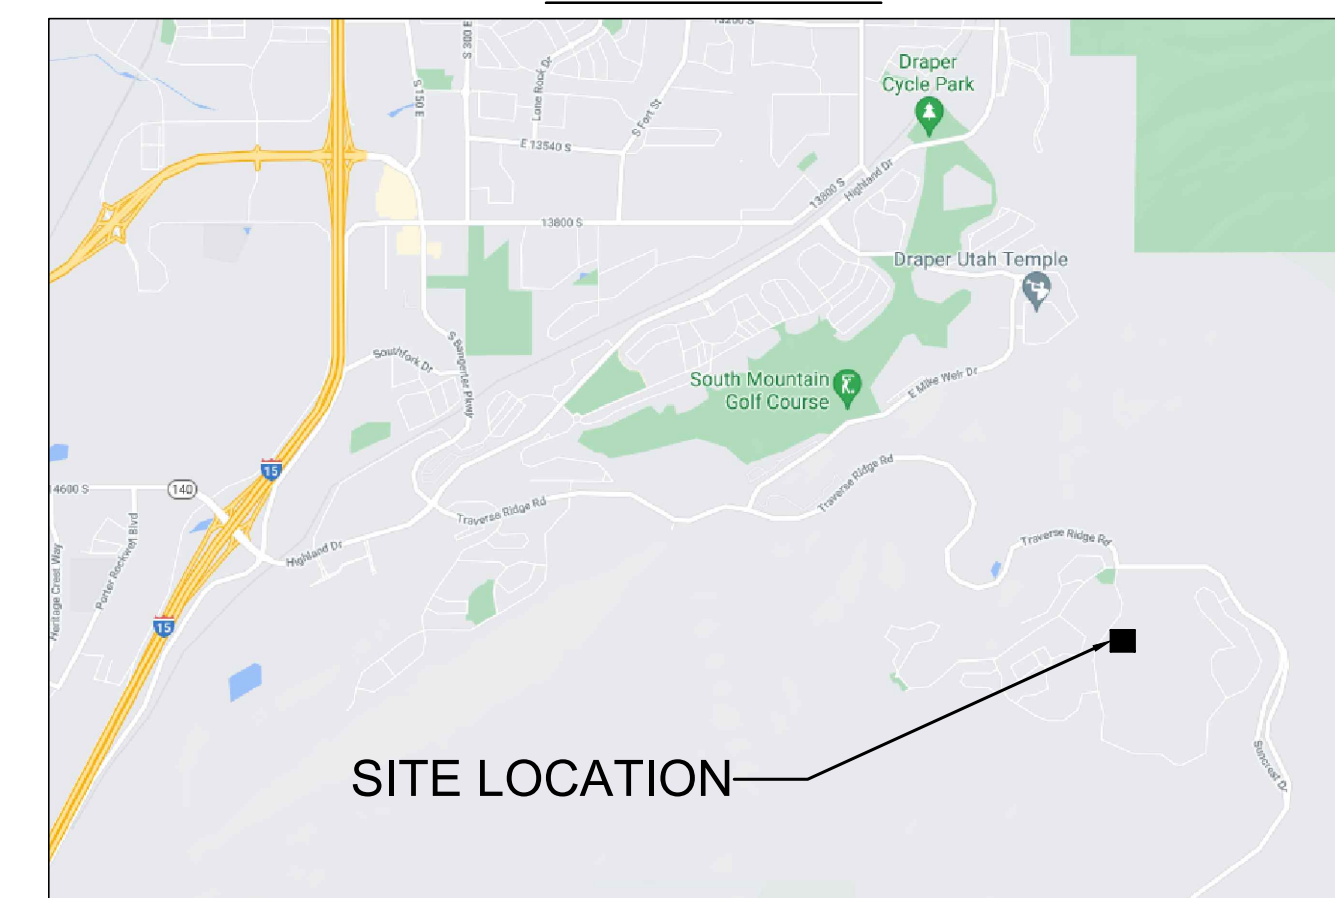 13200 S
S 300 E
S 150 E
Lone Rock Dr
S Fort St
E 13540 S
Draper
Cycle Park
13800 S
Highland Dr
13800 S
Draper Utah Temple
Southfork Dr
S Bangerter Pkwy
South Mountain
Golf Course
E Mike Weir Dr
15
14600 S
140
Traverse Ridge Rd
Traverse Ridge Rd
Traverse Ridge Rd
Highland Dr
Porter Rockwell Blvd
Heritage Crest Way
15
SITE LOCATION
Suncrest Dr